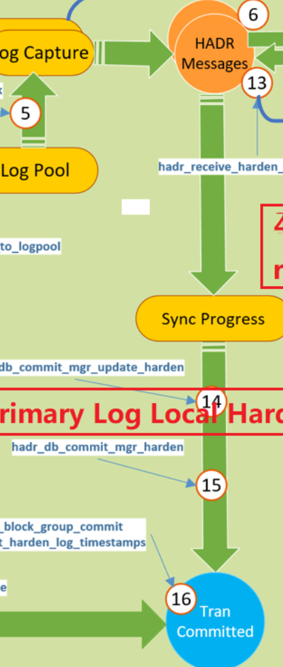 6
og Capture
HADR
Messages
13
5
hadr_receive_harden_
Log Pool
to_logpool
Sync Progress
db_commit_mgr_update_harden
14
rimary Log Local Hard
hadr_db_commit_mgr_harden
15
_block_group_commit
t_harden_log_timestamps
16
e
Tran
Committed